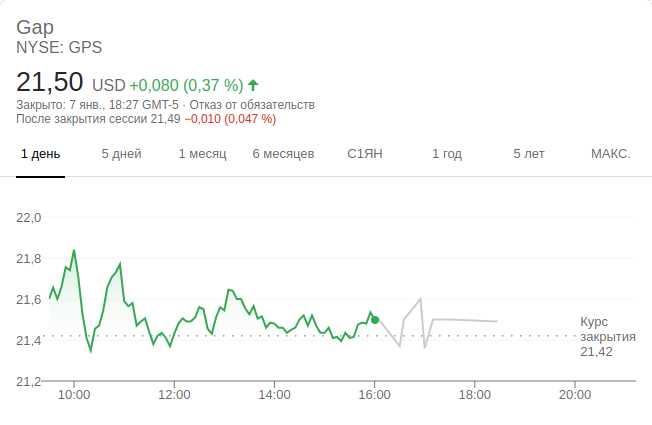 Gap
NYSE: GPS
21,50 USD +0,080 (0,37 %)
Закрыто: 7 янв., 18:27 GMT-5 · Отказ от обязательств
После закрытия сессии 21,49 −0,010 (0,047 %)
1 день 5 дней 1 месяц 6 месяцев С1ЯН 1 год 5 лет МАКС.
22,0
21,8
21,6
21,4
21,2
Курс
закрытия
21,42
10:00 12:00 14:00 16:00 18:00 20:00